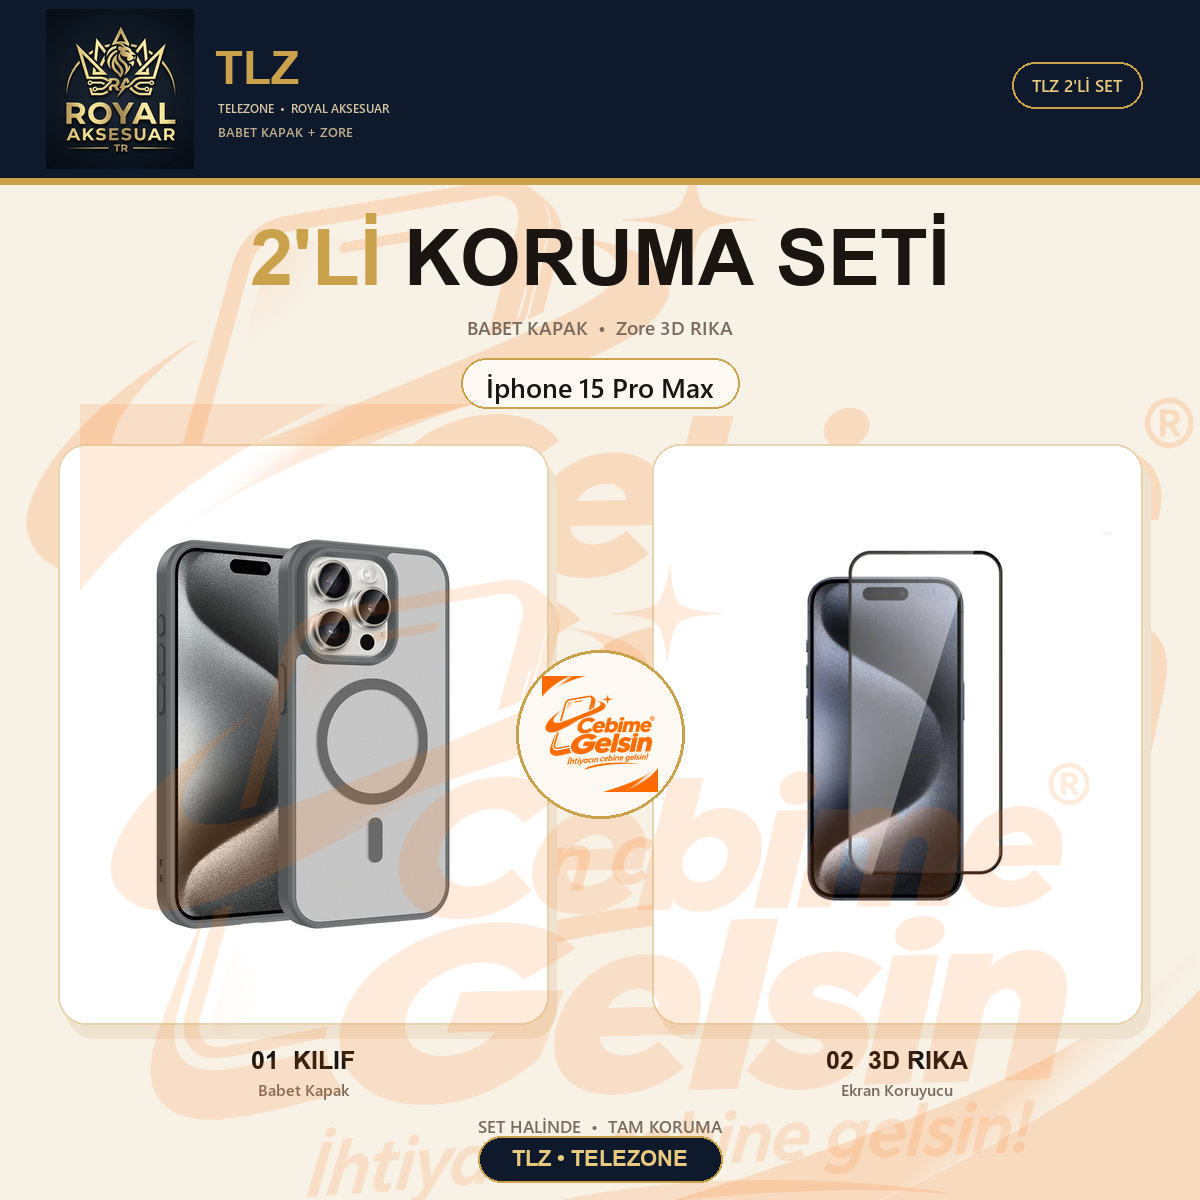 ROYAL
AKSESUAR
TR
TLZ
TELEZONE • ROYAL AKSESUAR
BABET KAPAK + ZORE
TLZ 2'Lİ SET
2'Lİ KORUMA SETİ
BABET KAPAK • Zore 3D RIKA
İphone 15 Pro Max
Cebime®
Gelsin
İhtiyacın cebine gelsin!
Cebime®
Gelsin
01 KILIF
Babet Kapak
02 3D RIKA
Ekran Koruyucu
SET HALİNDE • TAM KORUMA
TLZ • TELEZONE